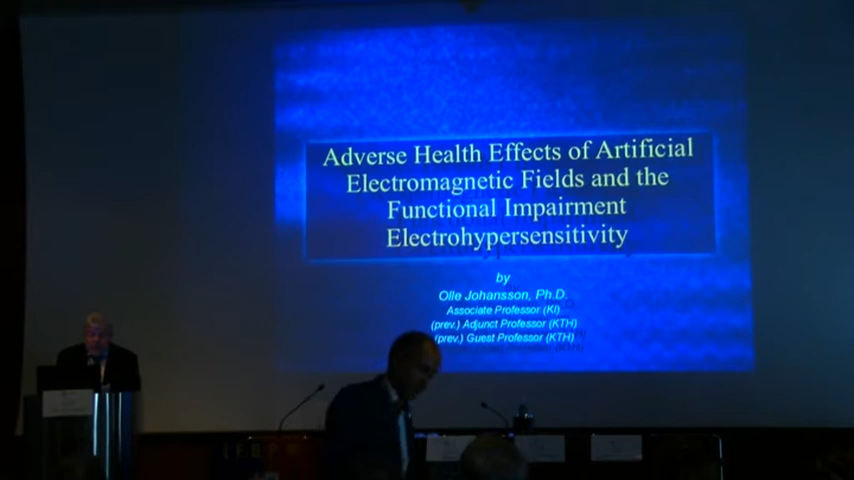 Adverse Health Effects of Artificial
Electromagnetic Fields and the
Functional Impairment
Electrohypersensitivity
by
Olle Johansson, Ph.D.
Associate Professor (KI)
(prev.) Adjunct Professor (KTH)
(prev.) Guest Professor (KTH)